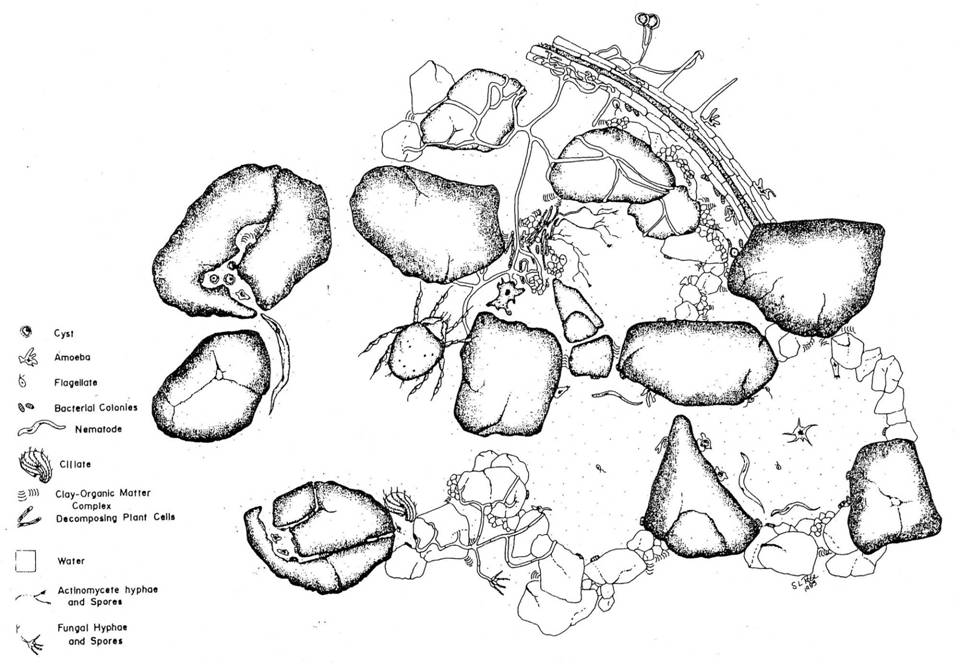 Cyst
Amoeba
Flagellate
Bacterial Colonies
Nematode
Ciliate
Clay-Organic Matter
Complex
Decomposing Plant Cells
Water
Actinomycete hyphae
and Spores
Fungal Hyphae
and Spores